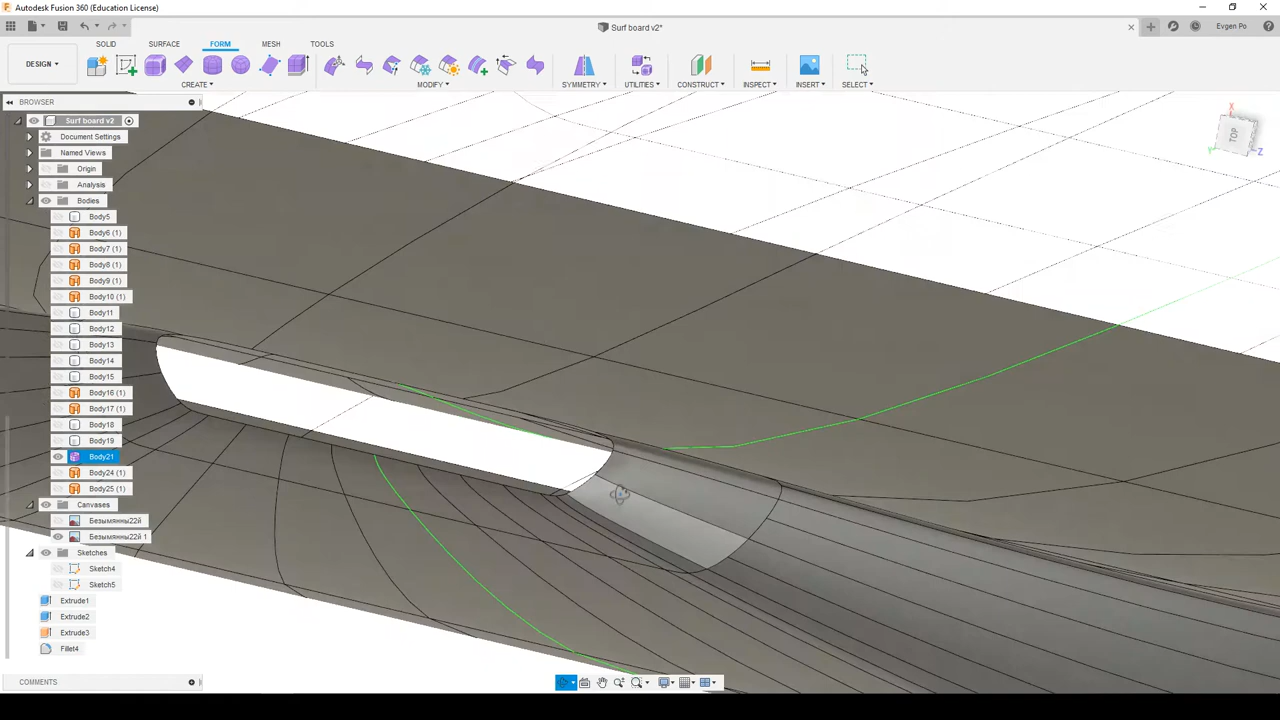 Autodesk Fusion 360 (Education License)
Surf board v2*
Evgen Po
DESIGN
SOLID SURFACE FORM MESH TOOLS
CREATE MODIFY SYMMETRY UTILITIES CONSTRUCT INSPECT INSERT SELECT
BROWSER
Surf board v2
Document Settings
Named Views
Origin
Analysis
Bodies
Body5
Body6 (1)
Body7 (1)
Body8 (1)
Body9 (1)
Body10 (1)
Body11
Body12
Body13
Body14
Body15
Body16 (1)
Body17 (1)
Body18
Body19
Body21
Body24 (1)
Body25 (1)
Canvases
Безымянны22й
Безымянны22й 1
Sketches
Sketch4
Sketch5
Extrude1
Extrude2
Extrude3
Fillet4
COMMENTS
X
TOP
Y
Z